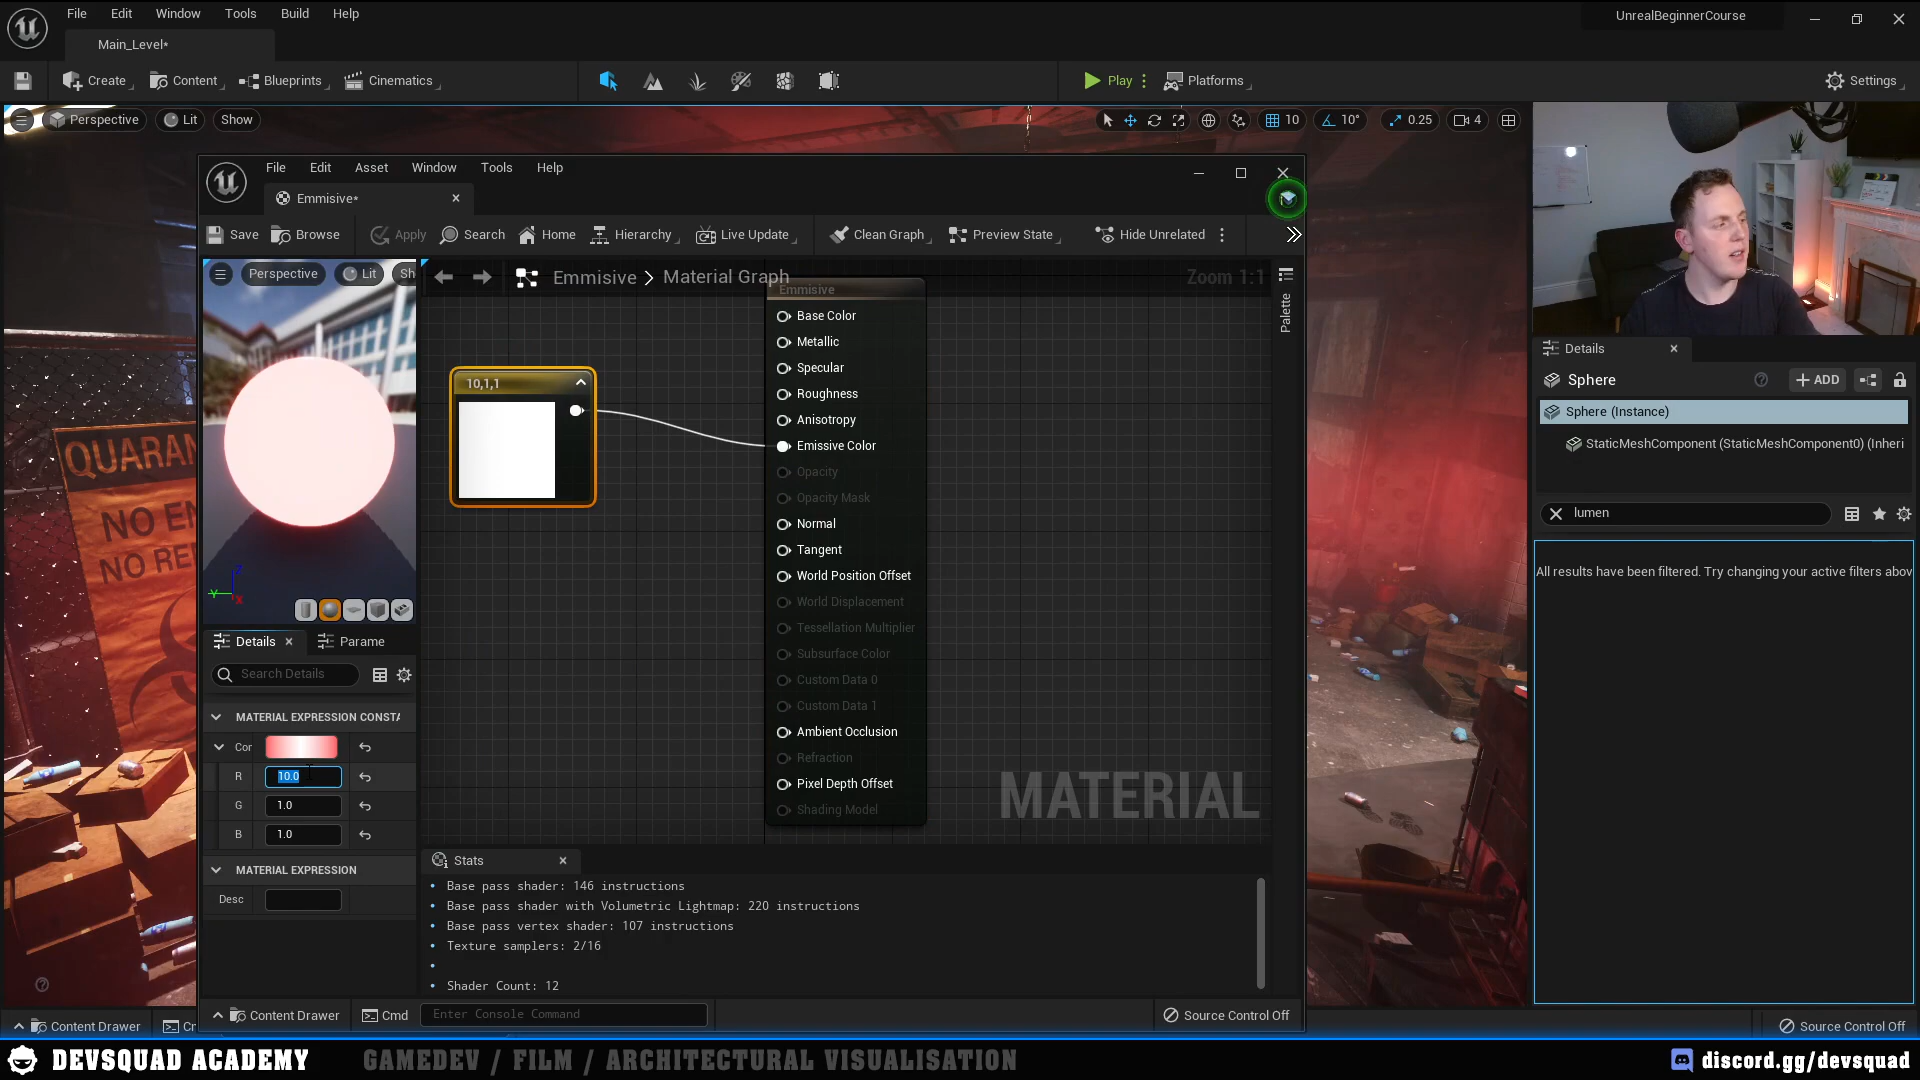 File Edit Window Tools Build Help
UnrealBeginnerCourse
Main_Level*
Create Content Blueprints Cinematics
Play Platforms Settings
Perspective Lit Show
10 10° 0.25 4
File Edit Asset Window Tools Help
Emmisive*
Save Browse Apply Search Home Hierarchy Live Update Clean Graph Preview State Hide Unrelated
Perspective Lit Sh
Emmisive > Material Graph
Zoom 1:1
Palette
Emmisive
Base Color
Metallic
Specular
Roughness
Anisotropy
Emissive Color
Opacity
Opacity Mask
Normal
Tangent
World Position Offset
World Displacement
Tessellation Multiplier
Subsurface Color
Custom Data 0
Custom Data 1
Ambient Occlusion
Refraction
Pixel Depth Offset
Shading Model
10,1,1
MATERIAL
QUARAN
NO EN
NO RE
Z
Y
X
Details Parame
Search Details
MATERIAL EXPRESSION CONSTA
Cor
R 10.0
G 1.0
B 1.0
MATERIAL EXPRESSION
Desc
Stats
Base pass shader: 146 instructions
Base pass shader with Volumetric Lightmap: 220 instructions
Base pass vertex shader: 107 instructions
Texture samplers: 2/16
Shader Count: 12
Content Drawer Cmd Enter Console Command Source Control Off
Details
Sphere
ADD
Sphere (Instance)
StaticMeshComponent (StaticMeshComponent0) (Inheri
lumen
All results have been filtered. Try changing your active filters abov
Content Drawer Cr
Source Control Off
DEVSQUAD ACADEMY GAMEDEV / FILM / ARCHITECTURAL VISUALISATION discord.gg/devsquad